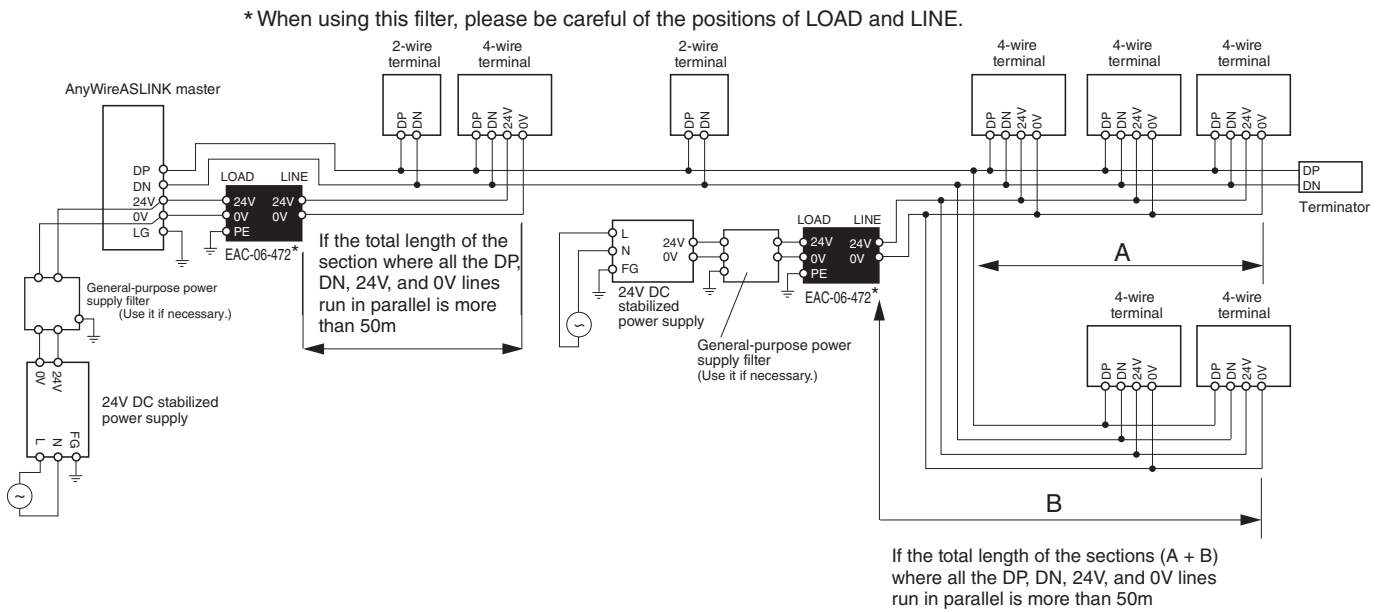 * When using this filter, please be careful of the positions of LOAD and LINE.
2-wire
terminal
DP
DN
4-wire
terminal
DP
DN
24V
0V
2-wire
terminal
DP
DN
4-wire
terminal
DP
DN
24V
0V
4-wire
terminal
DP
DN
24V
0V
4-wire
terminal
DP
DN
24V
0V
AnyWireASLINK master
DP
DN
24V
0V
LG
LOAD LINE
24V 24V
0V 0V
PE
EAC-06-472*
DP
DN
Terminator
If the total length of the
section where all the DP,
DN, 24V, and 0V lines
run in parallel is more
than 50m
General-purpose power
supply filter
(Use it if necessary.)
0V
24V
L
N
FG
24V DC stabilized
power supply
~
L
N
FG
24V
0V
24V DC
stabilized
power supply
~
General-purpose power
supply filter
(Use it if necessary.)
LOAD LINE
24V 24V
0V 0V
PE
EAC-06-472*
A
4-wire
terminal
DP
DN
24V
0V
4-wire
terminal
DP
DN
24V
0V
B
If the total length of the sections (A + B)
where all the DP, DN, 24V, and 0V lines
run in parallel is more than 50m